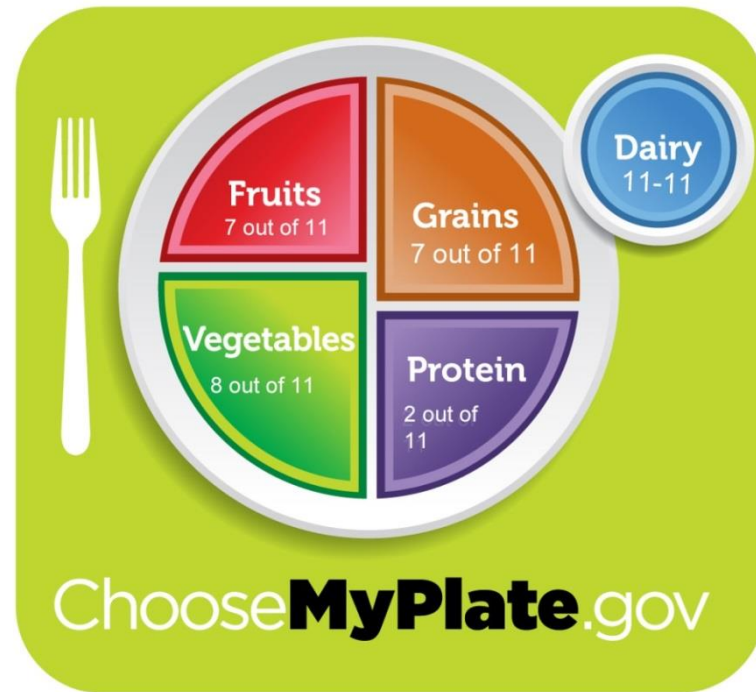 Fruits
7 out of 11
Grains
7 out of 11
Dairy
11-11
Vegetables
8 out of 11
Protein
2 out of
11
ChooseMyPlate.gov